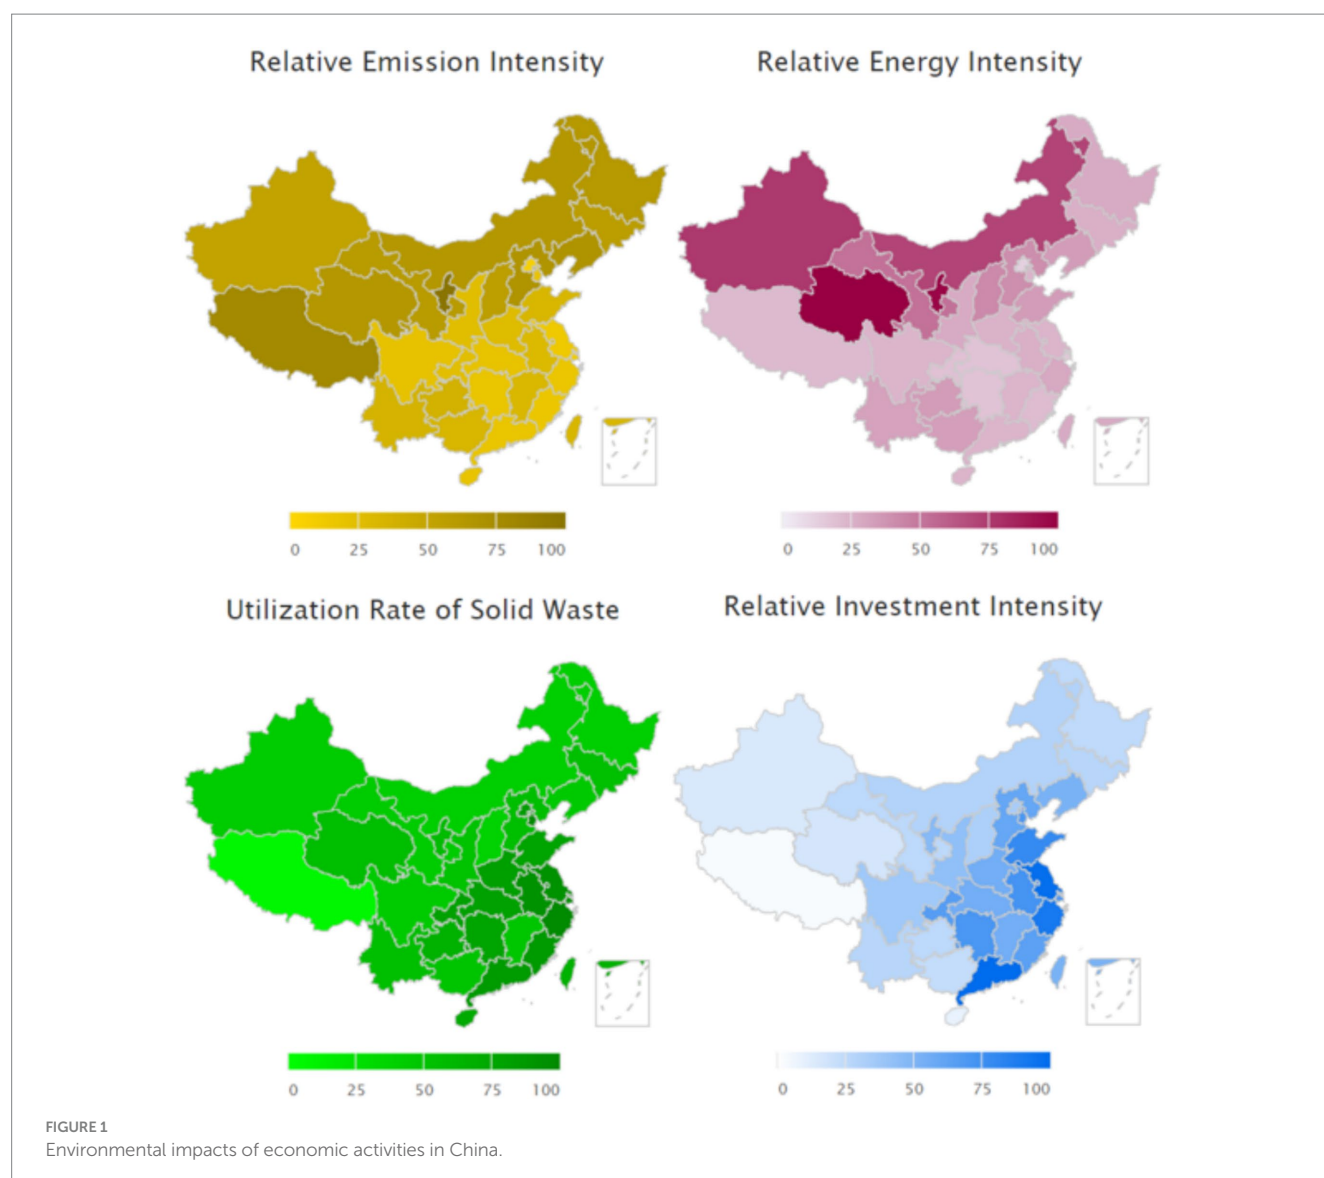 Relative Emission Intensity
Relative Energy Intensity
0 25 50 75 100
0 25 50 75 100
Utilization Rate of Solid Waste
Relative Investment Intensity
0 25 50 75 100
0 25 50 75 100
FIGURE 1
Environmental impacts of economic activities in China.